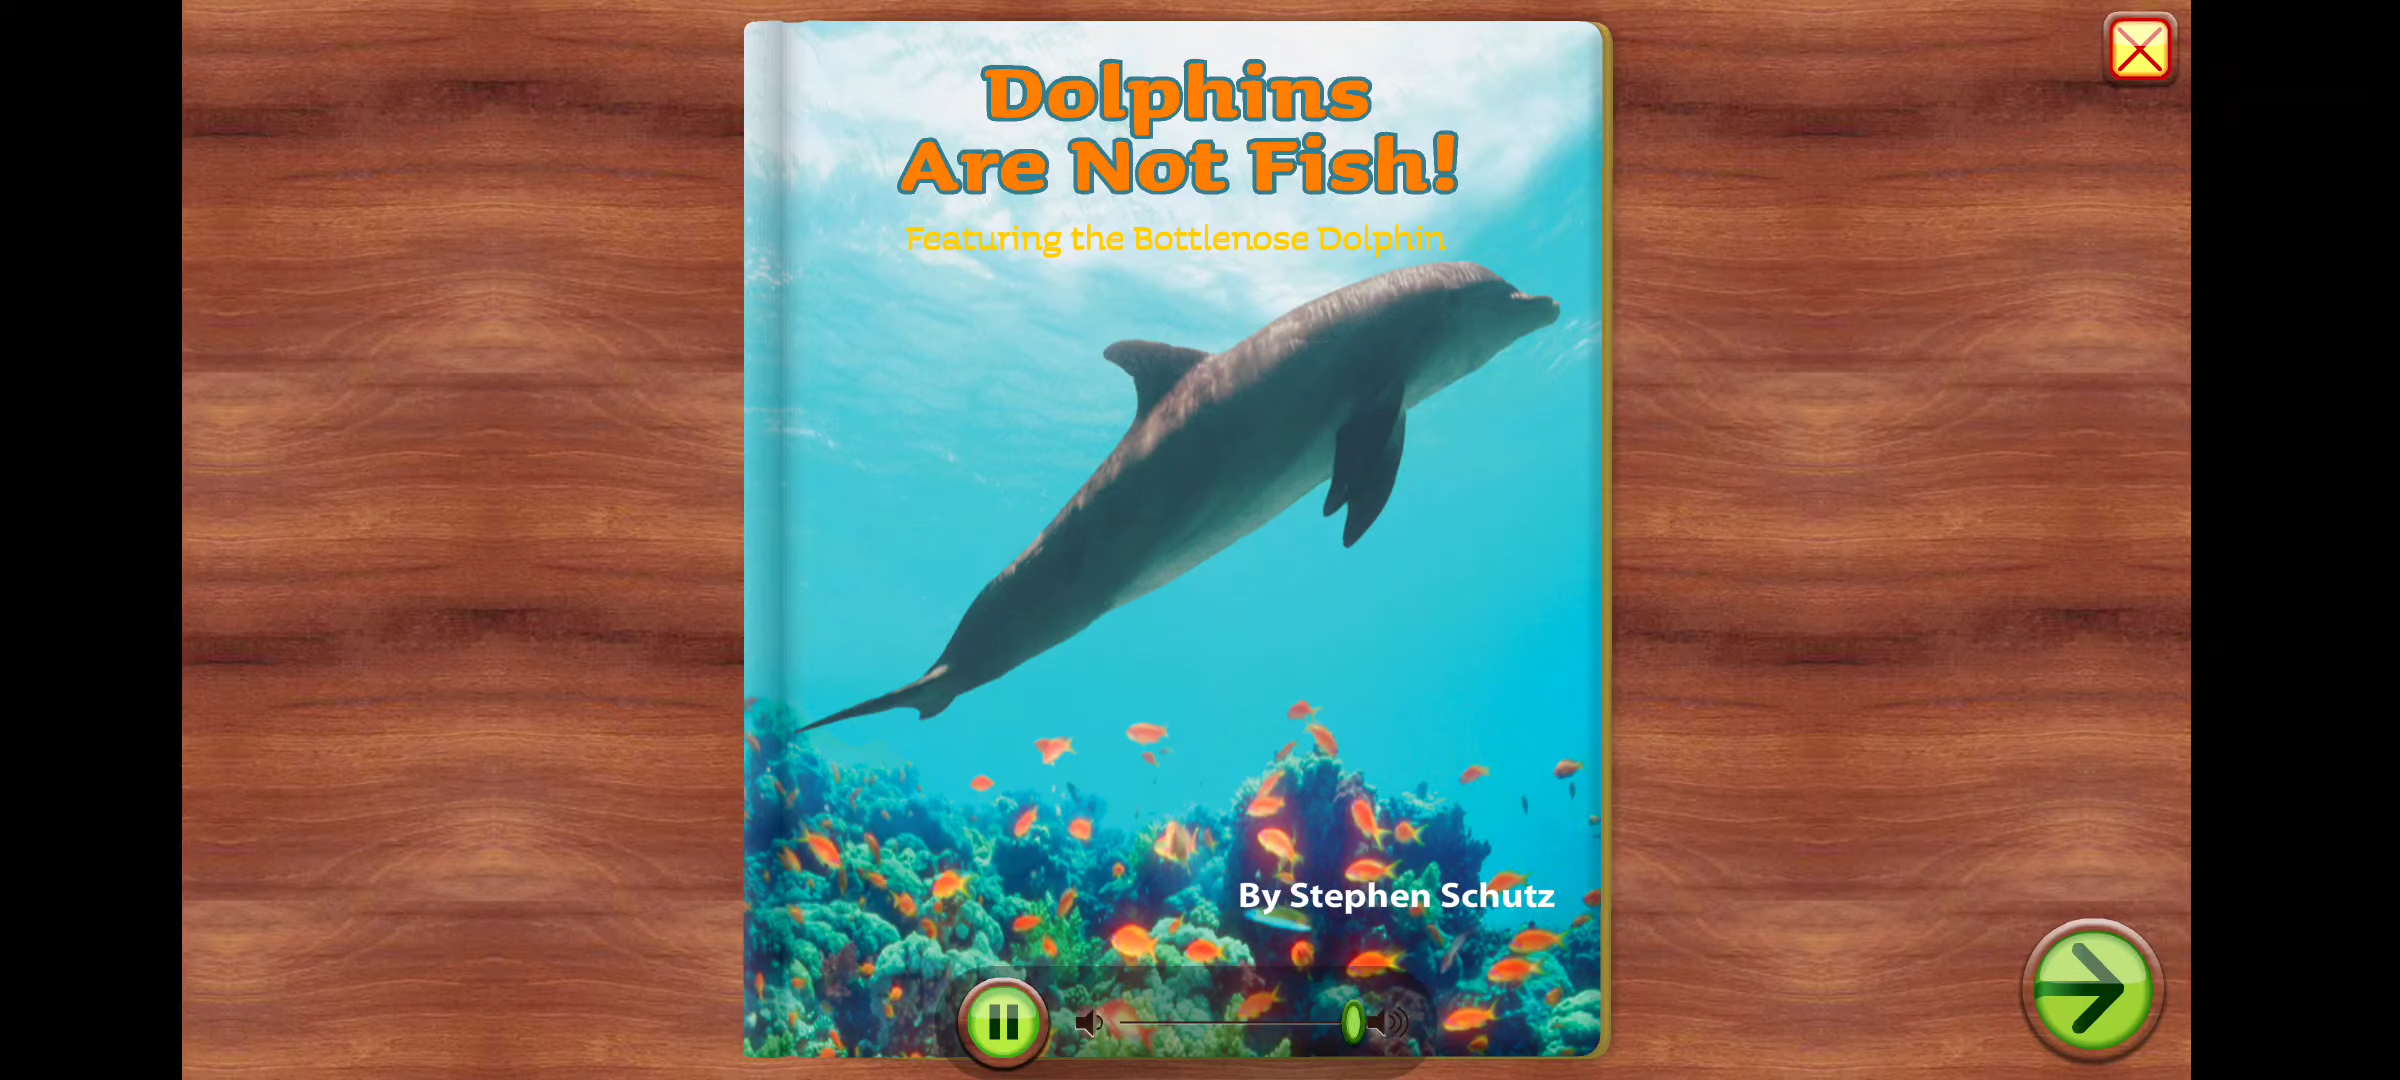 Dolphins
Are Not Fish!
Featuring the Bottlenose Dolphin
By Stephen Schutz